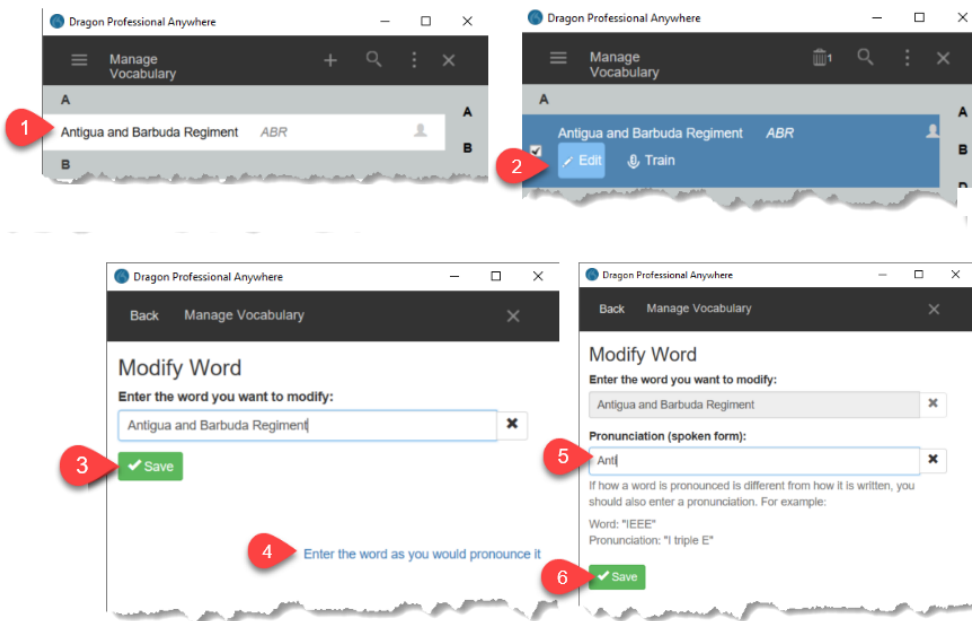 Dragon Professional Anywhere
Manage
Vocabulary
A
A
1
Antigua and Barbuda Regiment ABR
B
B
Dragon Professional Anywhere
Manage
Vocabulary
1
A
A
Antigua and Barbuda Regiment ABR
B
2
Edit Train
Dragon Professional Anywhere
Back Manage Vocabulary
Modify Word
Enter the word you want to modify:
Antigua and Barbuda Regiment
3
Save
4
Enter the word as you would pronounce it
Dragon Professional Anywhere
Back Manage Vocabulary
Modify Word
Enter the word you want to modify:
Antigua and Barbuda Regiment
Pronunciation (spoken form):
5
Anti
If how a word is pronounced is different from how it is written, you
should also enter a pronunciation. For example:
Word: "IEEE"
Pronunciation: "I triple E"
6
Save